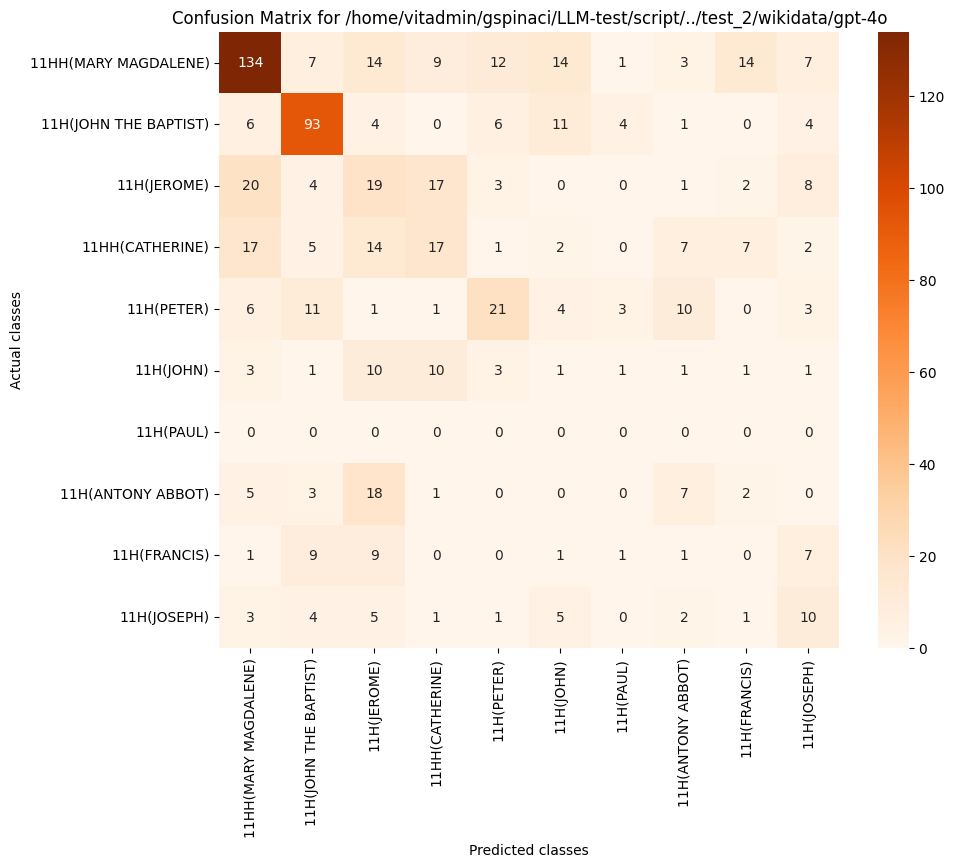 Confusion Matrix for /home/vitadmin/gspinaci/LLM-test/script/../test_2/wikidata/gpt-4o
Actual classes
11HH(MARY MAGDALENE) 134 7 14 9 12 14 1 3 14 7
11H(JOHN THE BAPTIST) 6 93 4 0 6 11 4 1 0 4
11H(JEROME) 20 4 19 17 3 0 0 1 2 8
11HH(CATHERINE) 17 5 14 17 1 2 0 7 7 2
11H(PETER) 6 11 1 1 21 4 3 10 0 3
11H(JOHN) 3 1 10 10 3 1 1 1 1 1
11H(PAUL) 0 0 0 0 0 0 0 0 0 0
11H(ANTONY ABBOT) 5 3 18 1 0 0 0 7 2 0
11H(FRANCIS) 1 9 9 0 0 1 1 1 0 7
11H(JOSEPH) 3 4 5 1 1 5 0 2 1 10
11HH(MARY MAGDALENE)
11H(JOHN THE BAPTIST)
11H(JEROME)
11HH(CATHERINE)
11H(PETER)
11H(JOHN)
11H(PAUL)
11H(ANTONY ABBOT)
11H(FRANCIS)
11H(JOSEPH)
Predicted classes
120
100
80
60
40
20
0